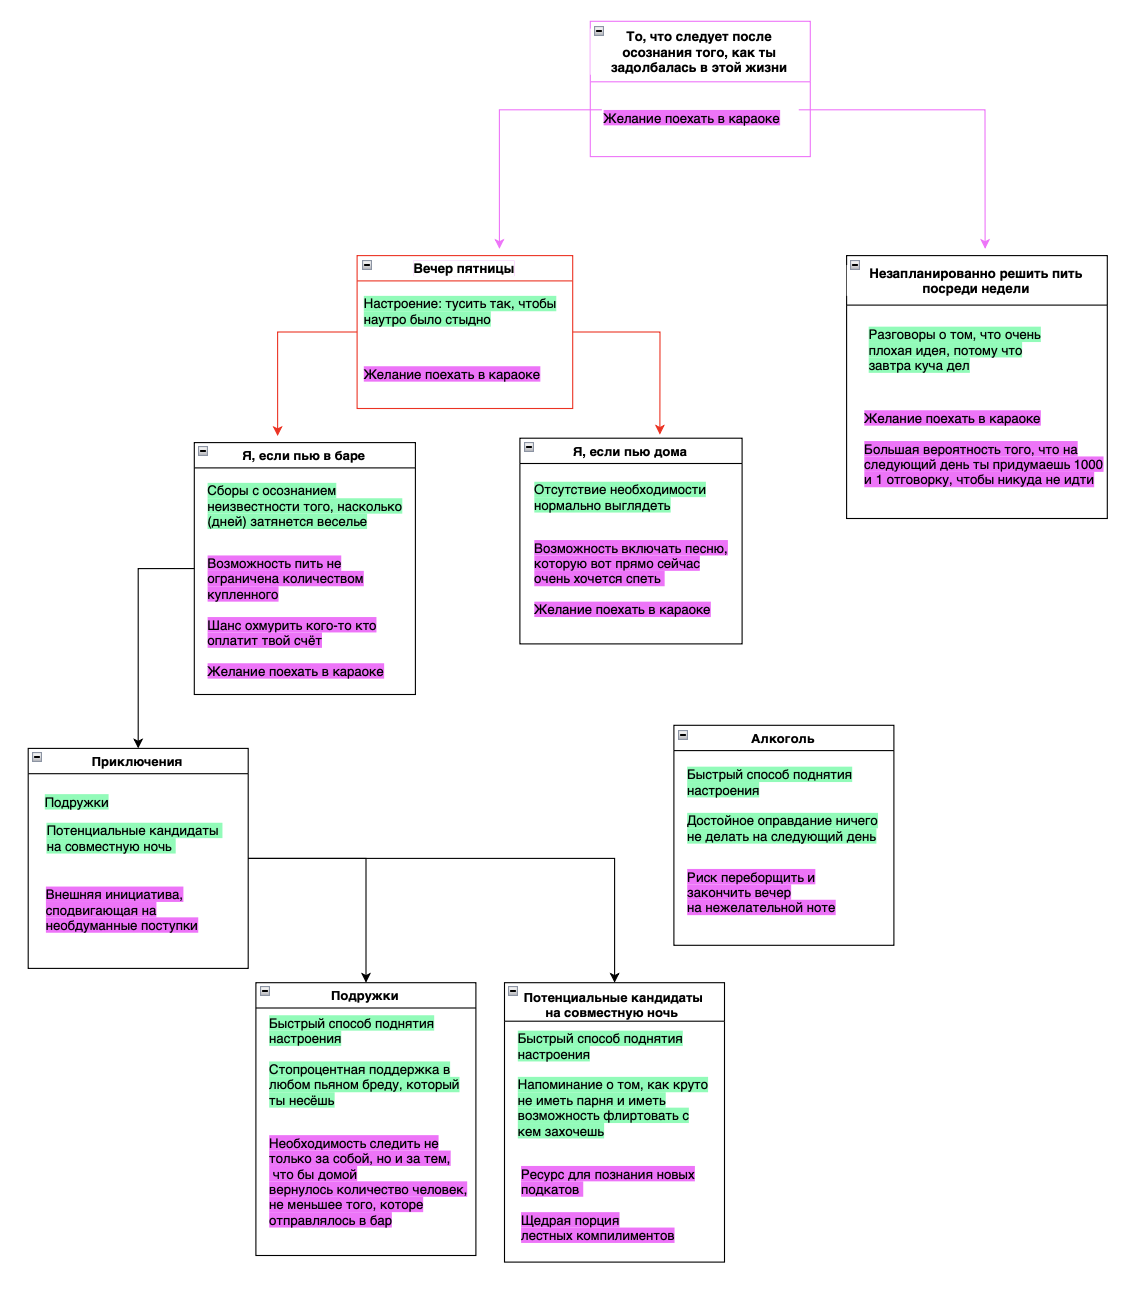 То, что следует после
осознания того, как ты
задолбалась в этой жизни
Желание поехать в караоке
Вечер пятницы
Настроение: тусить так, чтобы
наутро было стыдно
Желание поехать в караоке
Незапланированно решить пить
посреди недели
Разговоры о том, что очень
плохая идея, потому что
завтра куча дел
Желание поехать в караоке
Большая вероятность того, что на
следующий день ты придумаешь 1000
и 1 отговорку, чтобы никуда не идти
Я, если пью в баре
Сборы с осознанием
неизвестности того, насколько
(дней) затянется веселье
Возможность пить не
ограничена количеством
купленного
Шанс охмурить кого-то кто
оплатит твой счёт
Желание поехать в караоке
Я, если пью дома
Отсутствие необходимости
нормально выглядеть
Возможность включать песню,
которую вот прямо сейчас
очень хочется спеть
Желание поехать в караоке
Приключения
Подружки
Потенциальные кандидаты
на совместную ночь
Внешняя инициатива,
сподвигающая на
необдуманные поступки
Алкоголь
Быстрый способ поднятия
настроения
Достойное оправдание ничего
не делать на следующий день
Риск переборщить и
закончить вечер
на нежелательной ноте
Подружки
Быстрый способ поднятия
настроения
Стопроцентная поддержка в
любом пьяном бреду, который
ты несёшь
Необходимость следить не
только за собой, но и за тем,
что бы домой
вернулось количество человек,
не меньшее того, которе
отправлялось в бар
Потенциальные кандидаты
на совместную ночь
Быстрый способ поднятия
настроения
Напоминание о том, как круто
не иметь парня и иметь
возможность флиртовать с
кем захочешь
Ресурс для познания новых
подкатов
Щедрая порция
лестных компилиментов